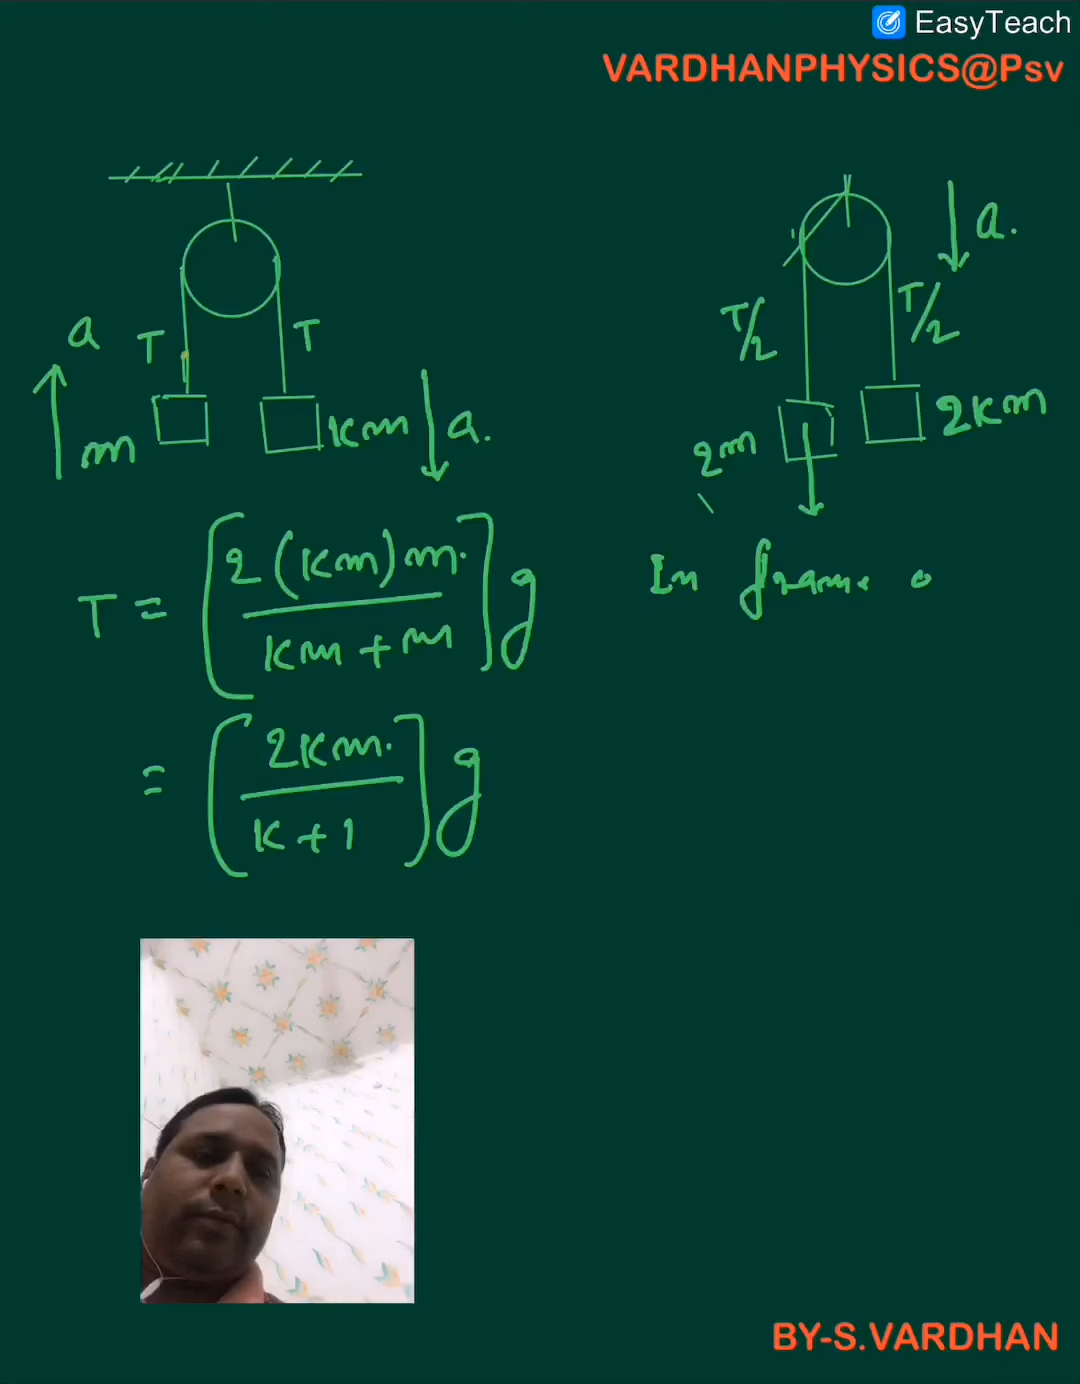 EasyTeach
VARDHANPHYSICS@Psv
a T T
m km a.
a.
T/2 T/2
2m 2km
T = [2(km)m. / km + m] g
= [2km. / k + 1] g
In frame o
BY-S.VARDHAN